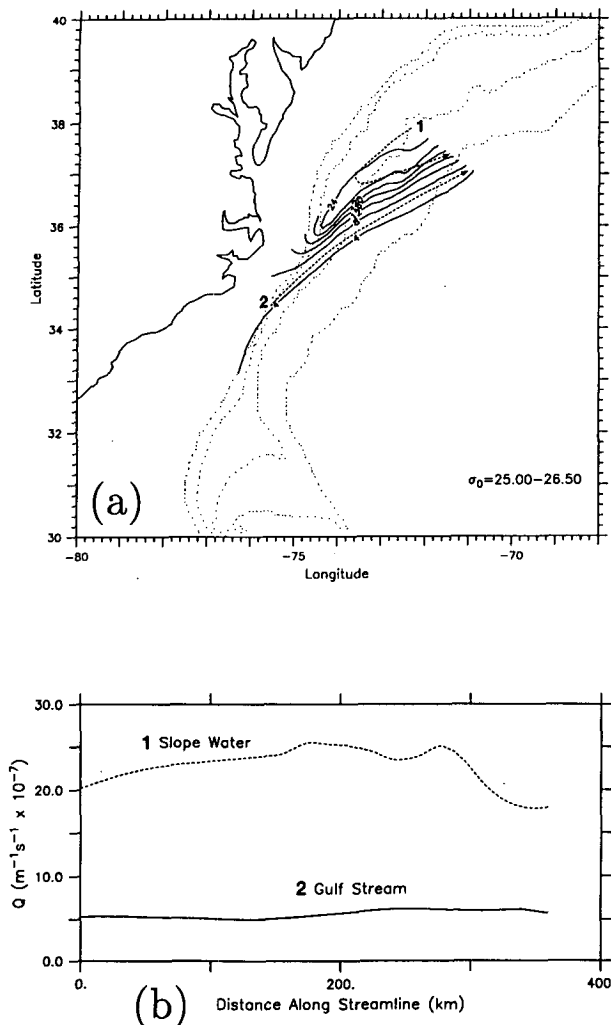 40
38
36
34
32
30
Latitude
1
24
2
σ₀=25.00−26.50
(a)
-80
-75
-70
Longitude
30.0
20.0
10.0
0.0
Q (m⁻¹s⁻¹ x 10⁻⁷)
1 Slope Water
2 Gulf Stream
0.
200.
400
(b)
Distance Along Streamline (km)